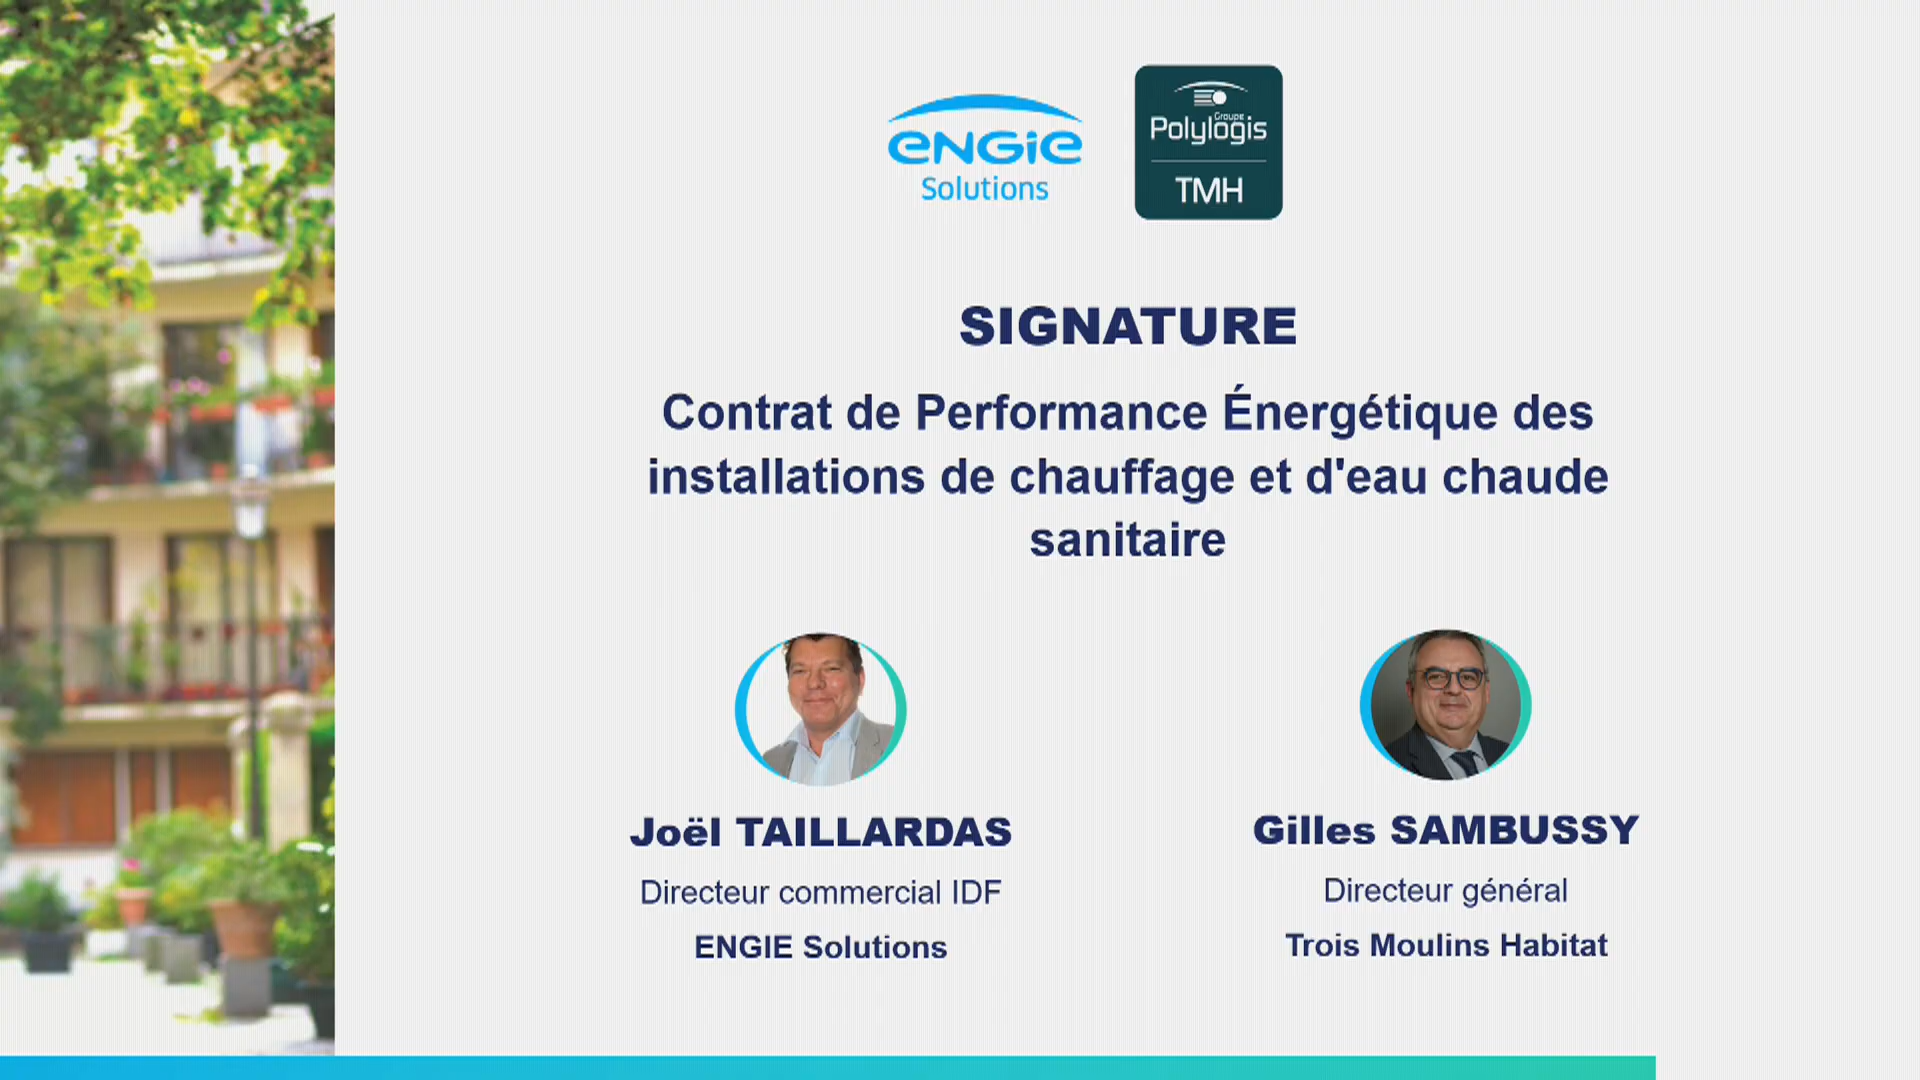 ENGIE
Solutions
Groupe
Polylogis
TMH
SIGNATURE
Contrat de Performance Énergétique des
installations de chauffage et d'eau chaude
sanitaire
Joël TAILLARDAS
Directeur commercial IDF
ENGIE Solutions
Gilles SAMBUSSY
Directeur général
Trois Moulins Habitat